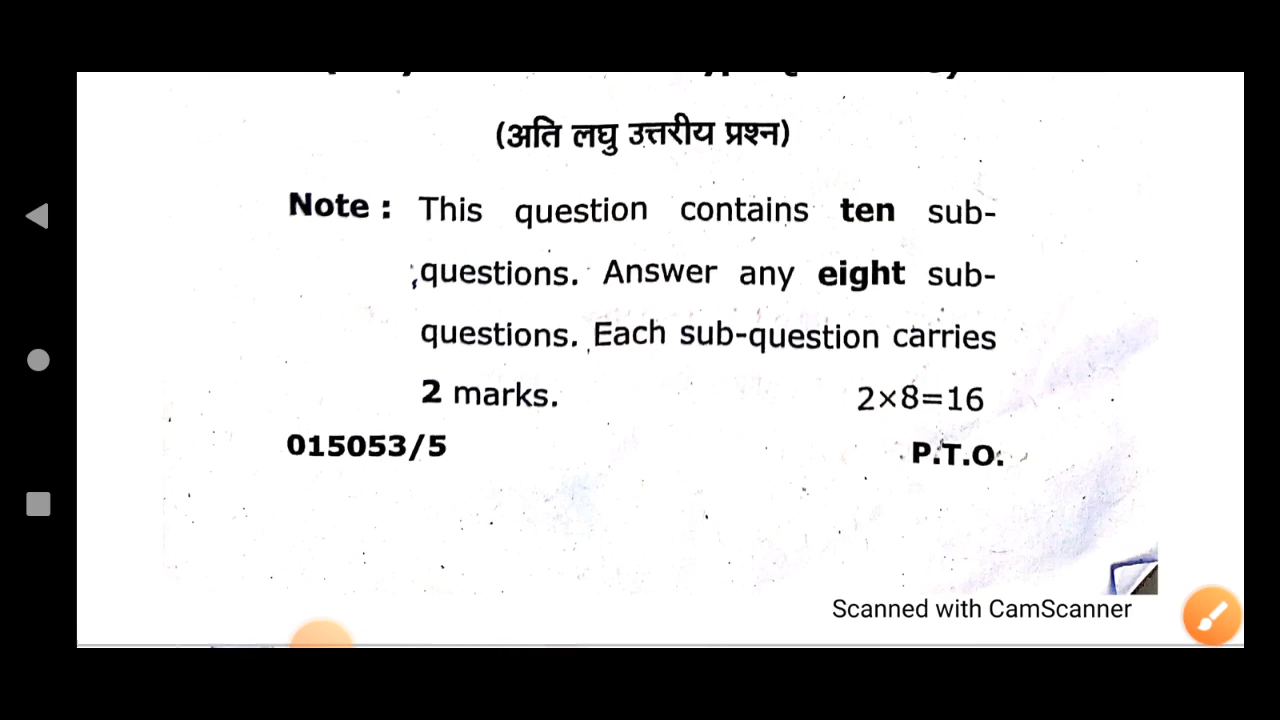 (अति लघु उत्तरीय प्रश्न)
Note : This question contains ten sub-
questions. Answer any eight sub-
questions. Each sub-question carries
2 marks. 2×8=16
015053/5 P.T.O.
Scanned with CamScanner